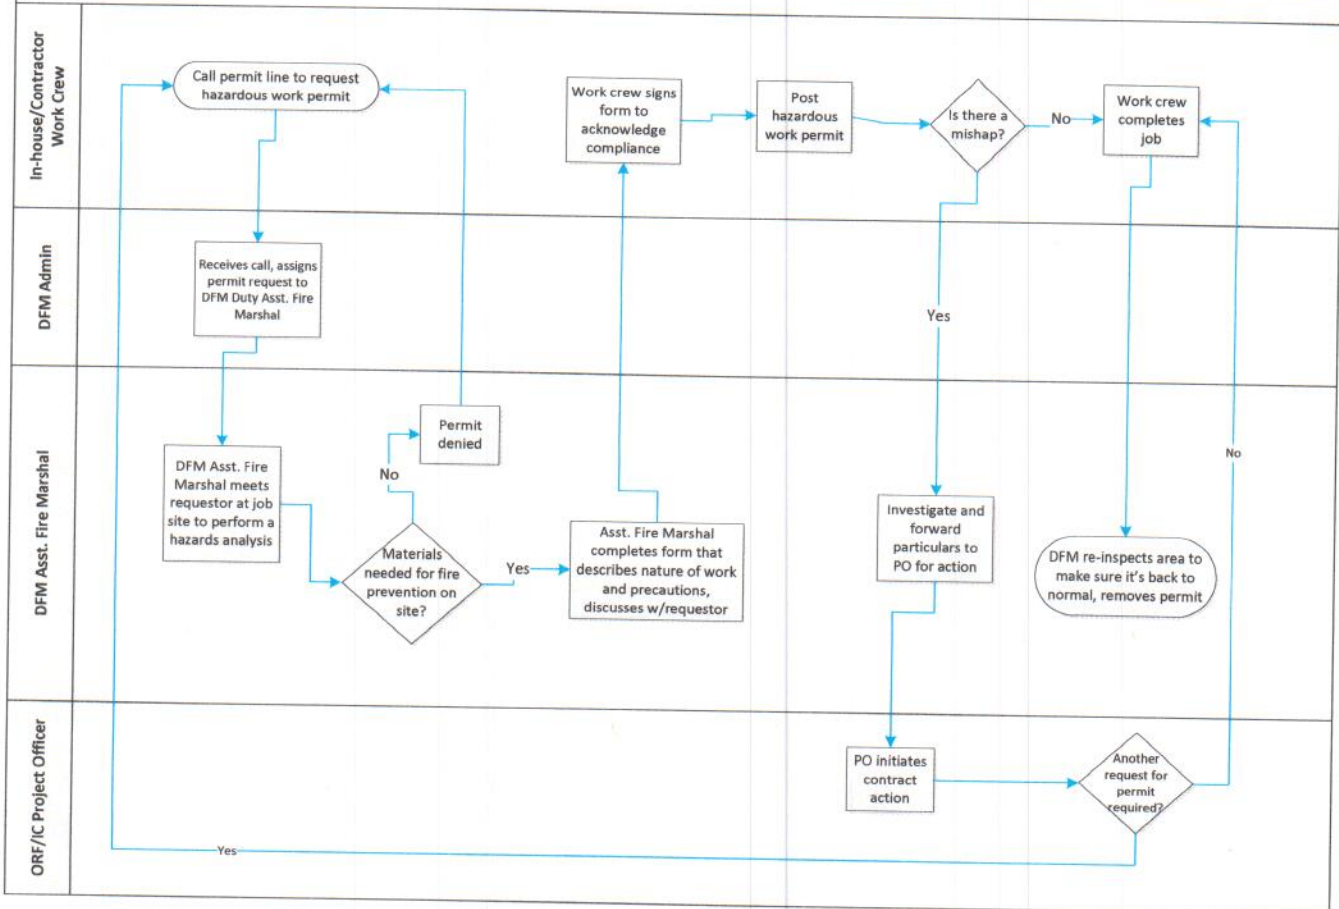 In-house/Contractor
Work Crew
Call permit line to request
hazardous work permit
Work crew signs
form to
acknowledge
compliance
Post
hazardous
work permit
Is there a
mishap?
No
Work crew
completes
job
DFM Admin
Receives call, assigns
permit request to
DFM Duty Asst. Fire
Marshal
Yes
DFM Asst. Fire Marshal
DFM Asst. Fire
Marshal meets
requestor at job
site to perform a
hazards analysis
Permit
denied
No
Materials
needed for fire
prevention on
site?
Yes
Asst. Fire Marshal
completes form that
describes nature of work
and precautions,
discusses w/requestor
Investigate and
forward
particulars to
PO for action
DFM re-inspects area to
make sure it's back to
normal, removes permit
No
ORF/IC Project Officer
PO initiates
contract
action
Another
request for
permit
required?
Yes